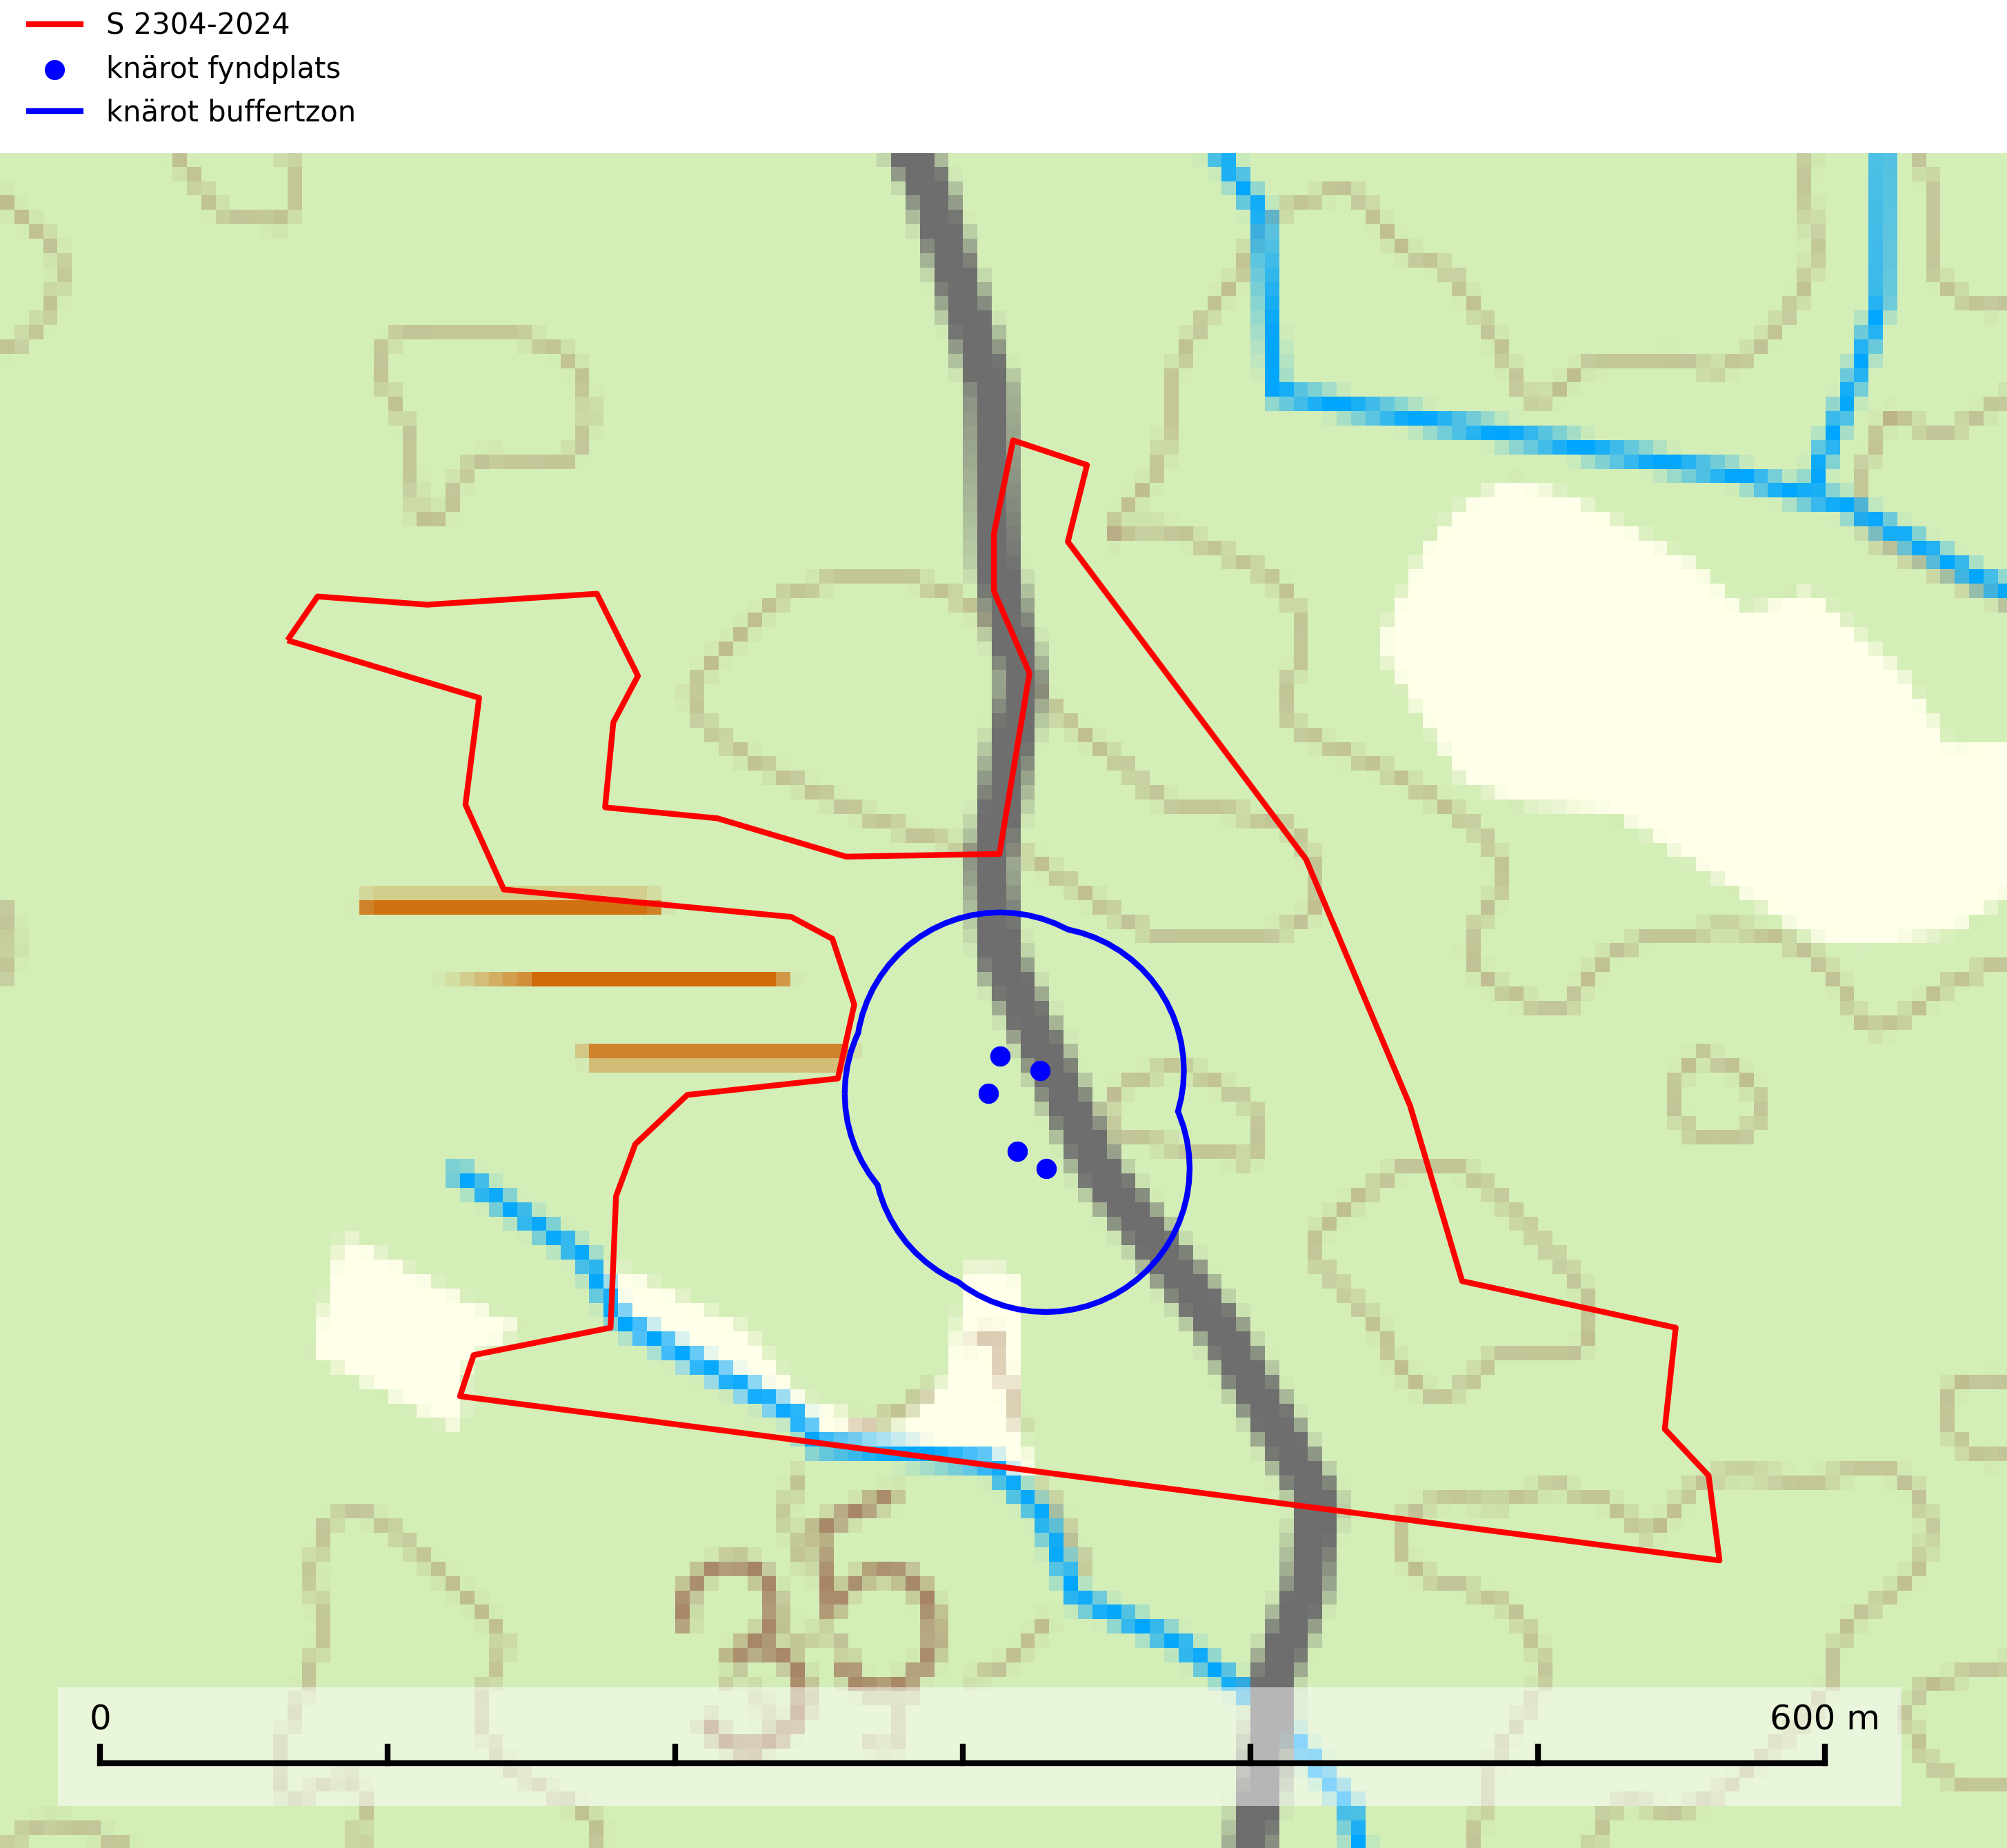 S 2304-2024
knärot fyndplats
knärot buffertzon
35
0
600 m